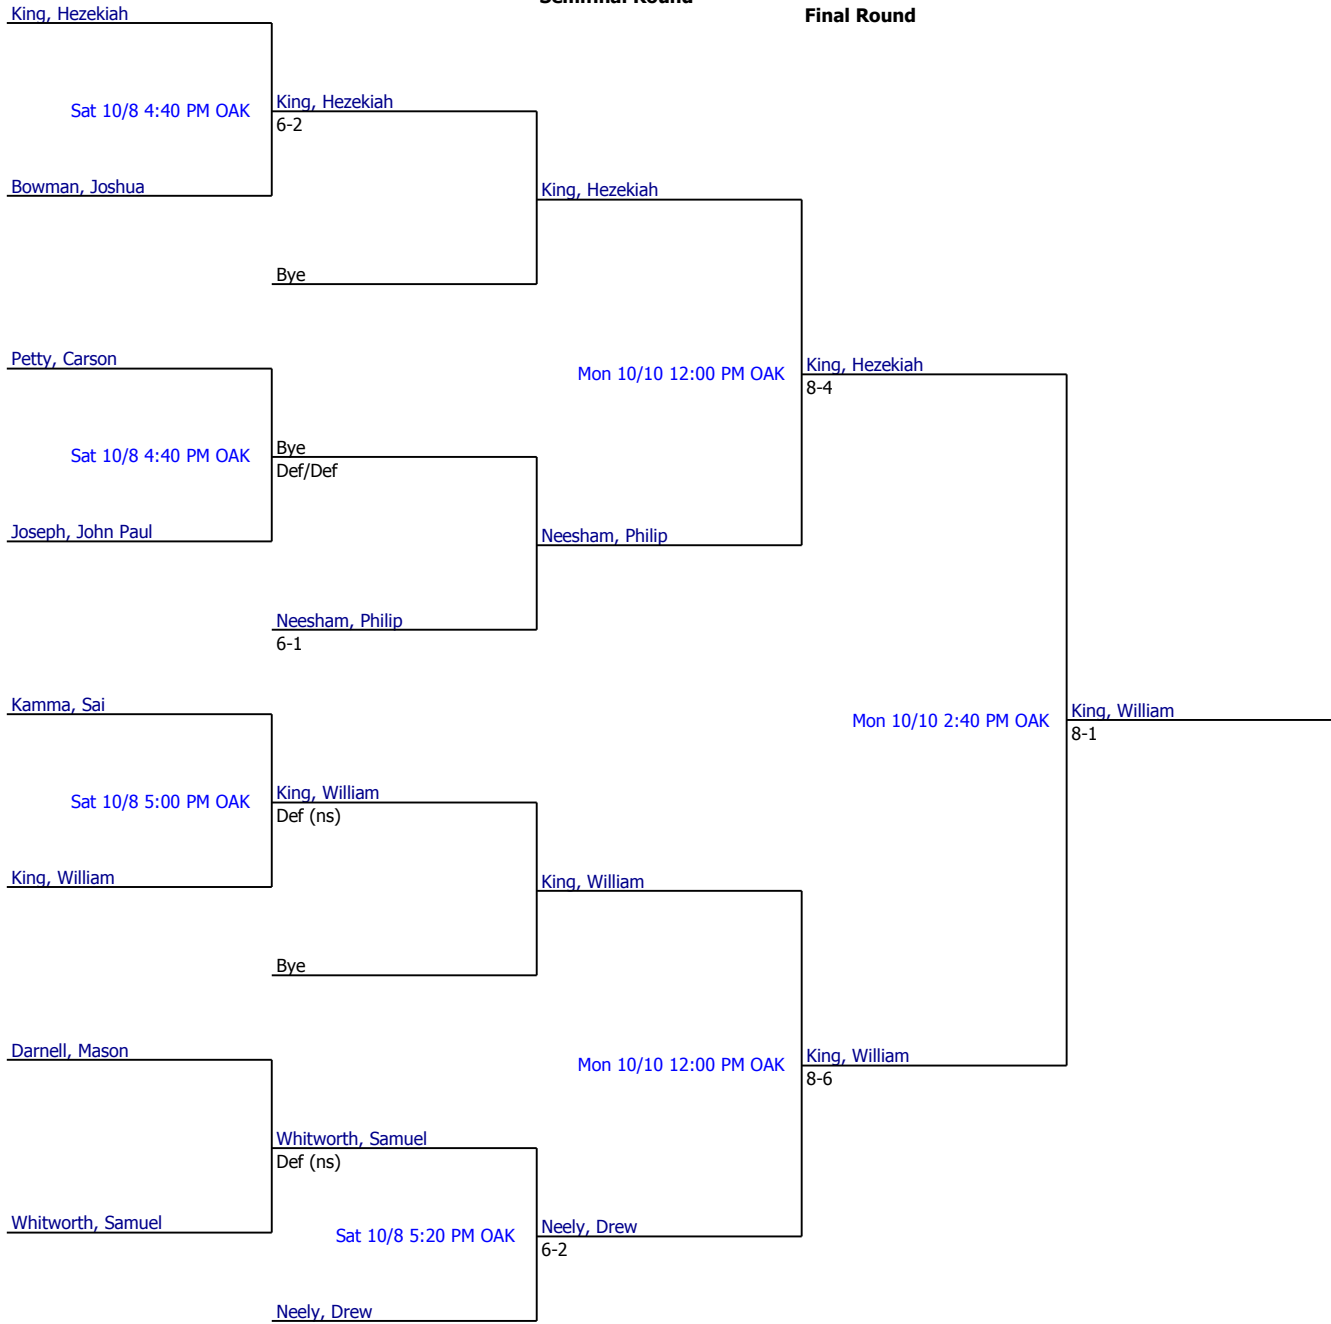 Semifinal Round
Final Round
King, Hezekiah
Sat 10/8 4:40 PM OAK
King, Hezekiah
6-2
Bowman, Joshua
King, Hezekiah
Bye
Petty, Carson
Mon 10/10 12:00 PM OAK
King, Hezekiah
8-4
Sat 10/8 4:40 PM OAK
Bye
Def/Def
Joseph, John Paul
Neesham, Philip
Neesham, Philip
6-1
Kamma, Sai
Mon 10/10 2:40 PM OAK
King, William
8-1
Sat 10/8 5:00 PM OAK
King, William
Def (ns)
King, William
King, William
Bye
Darnell, Mason
Mon 10/10 12:00 PM OAK
King, William
8-6
Whitworth, Samuel
Def (ns)
Whitworth, Samuel
Sat 10/8 5:20 PM OAK
Neely, Drew
6-2
Neely, Drew